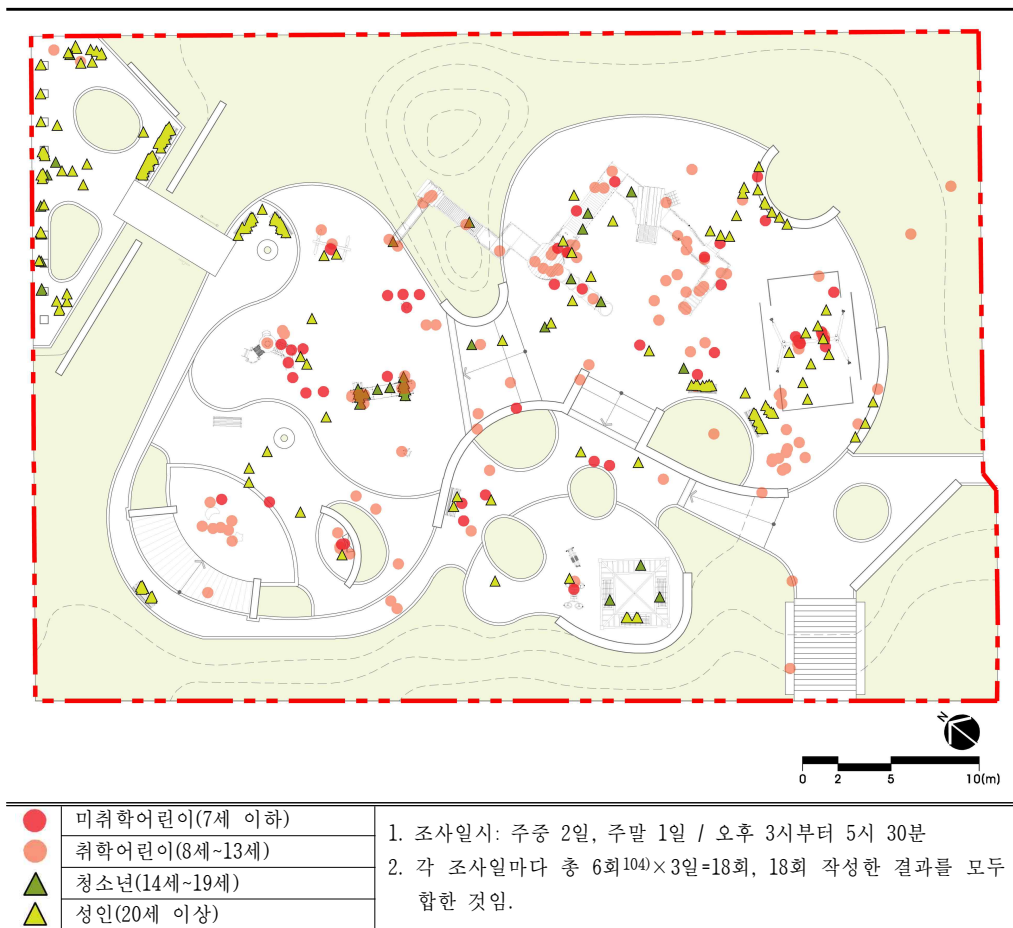 N
0 2 5 10(m)
미취학어린이(7세 이하)
취학어린이(8세~13세)
청소년(14세~19세)
성인(20세 이상)
1. 조사일시: 주중 2일, 주말 1일 / 오후 3시부터 5시 30분
2. 각 조사일마다 총 6회104)×3일=18회, 18회 작성한 결과를 모두
합한 것임.